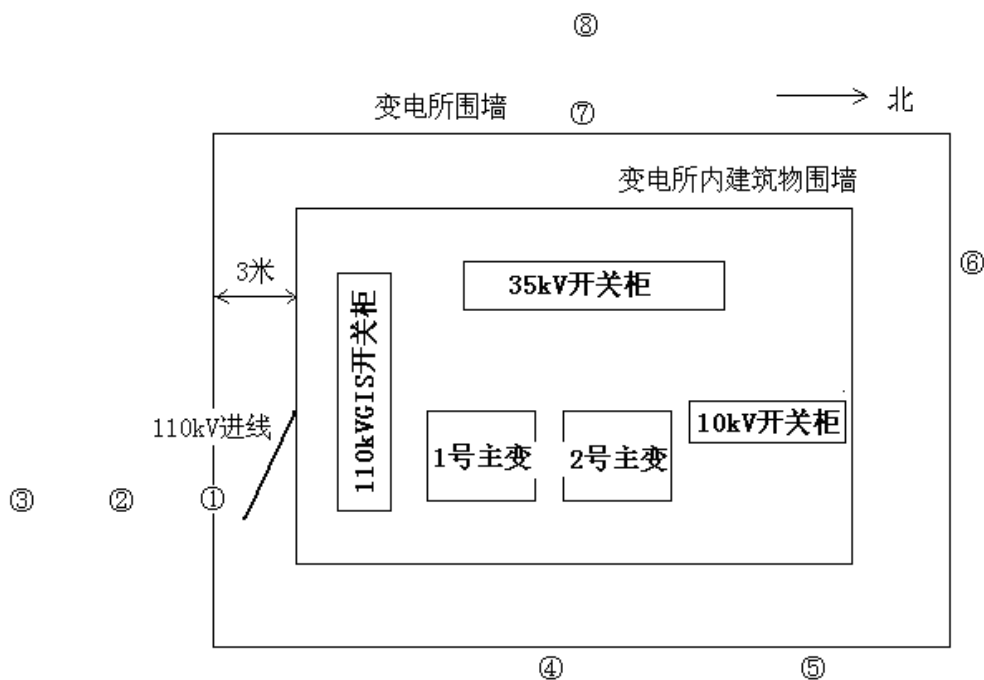 ⑧
变电所围墙
⑦
北
变电所内建筑物围墙
⑥
3米
35kV开关柜
110kVGIS开关柜
110kV进线
10kV开关柜
1号主变
2号主变
③
②
①
④
⑤